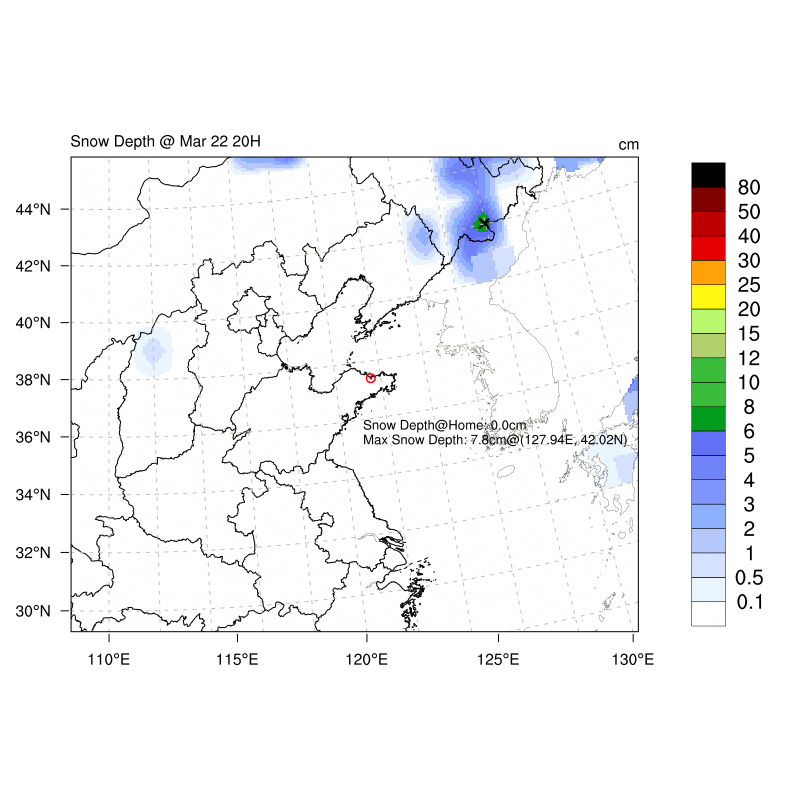 Snow Depth @ Mar 22 20H
cm
44°N
42°N
40°N
38°N
36°N
34°N
32°N
30°N
110°E
115°E
120°E
125°E
130°E
Snow Depth@Home: 0.0cm
Max Snow Depth: 7.8cm@(127.94E, 42.02N)
80
50
40
30
25
20
15
12
10
8
6
5
4
3
2
1
0.5
0.1